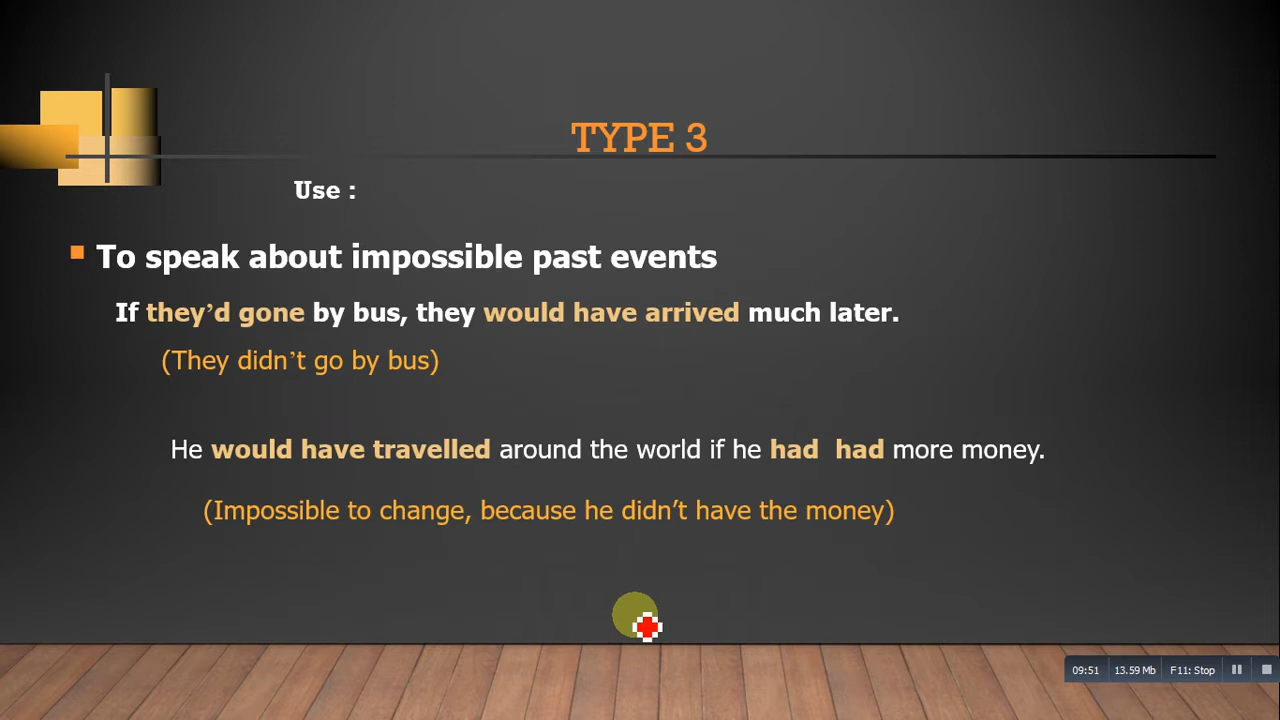 TYPE 3
Use :
To speak about impossible past events
If they’d gone by bus, they would have arrived much later.
(They didn’t go by bus)
He would have travelled around the world if he had  had more money.
(Impossible to change, because he didn’t have the money)
09:51 13.59 Mb F11: Stop